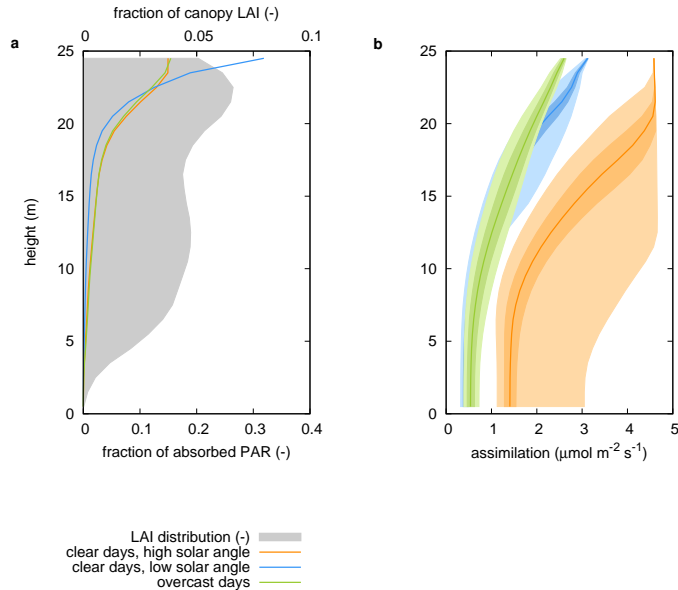 fraction of canopy LAI (-)
a
b
0 0.05 0.1
25
20
15
10
5
0
height (m)
0 0.1 0.2 0.3 0.4
fraction of absorbed PAR (-)
25
20
15
10
5
0
0 1 2 3 4 5
assimilation (μmol m⁻² s⁻¹)
LAI distribution (-)
clear days, high solar angle
clear days, low solar angle
overcast days